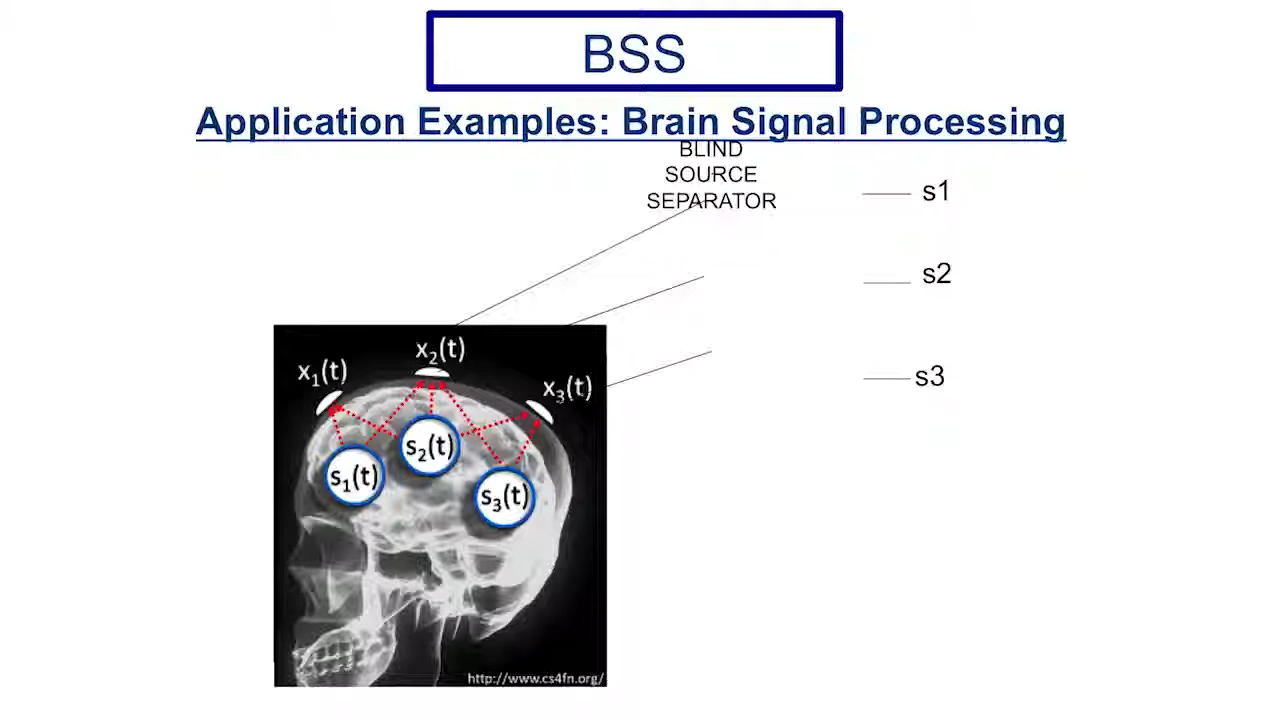 BSS
Application Examples: Brain Signal Processing
BLIND
SOURCE
SEPARATOR
s1
s2
s3
x₂(t)
x₁(t)
x₃(t)
s₂(t)
s₁(t)
s₃(t)
http://www.cs4fn.org/